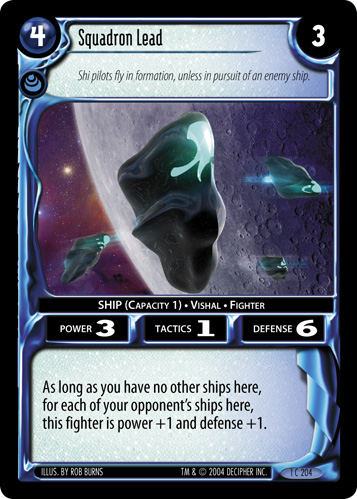 4 Squadron Lead 3
Shi pilots fly in formation, unless in pursuit of an enemy ship.
SHIP (CAPACITY 1) • VISHAL • FIGHTER
POWER 3 TACTICS 1 DEFENSE 6
As long as you have no other ships here,
for each of your opponent's ships here,
this fighter is power +1 and defense +1.
ILLUS. BY ROB BURNS TM & © 2004 DECIPHER INC. 1 C 204